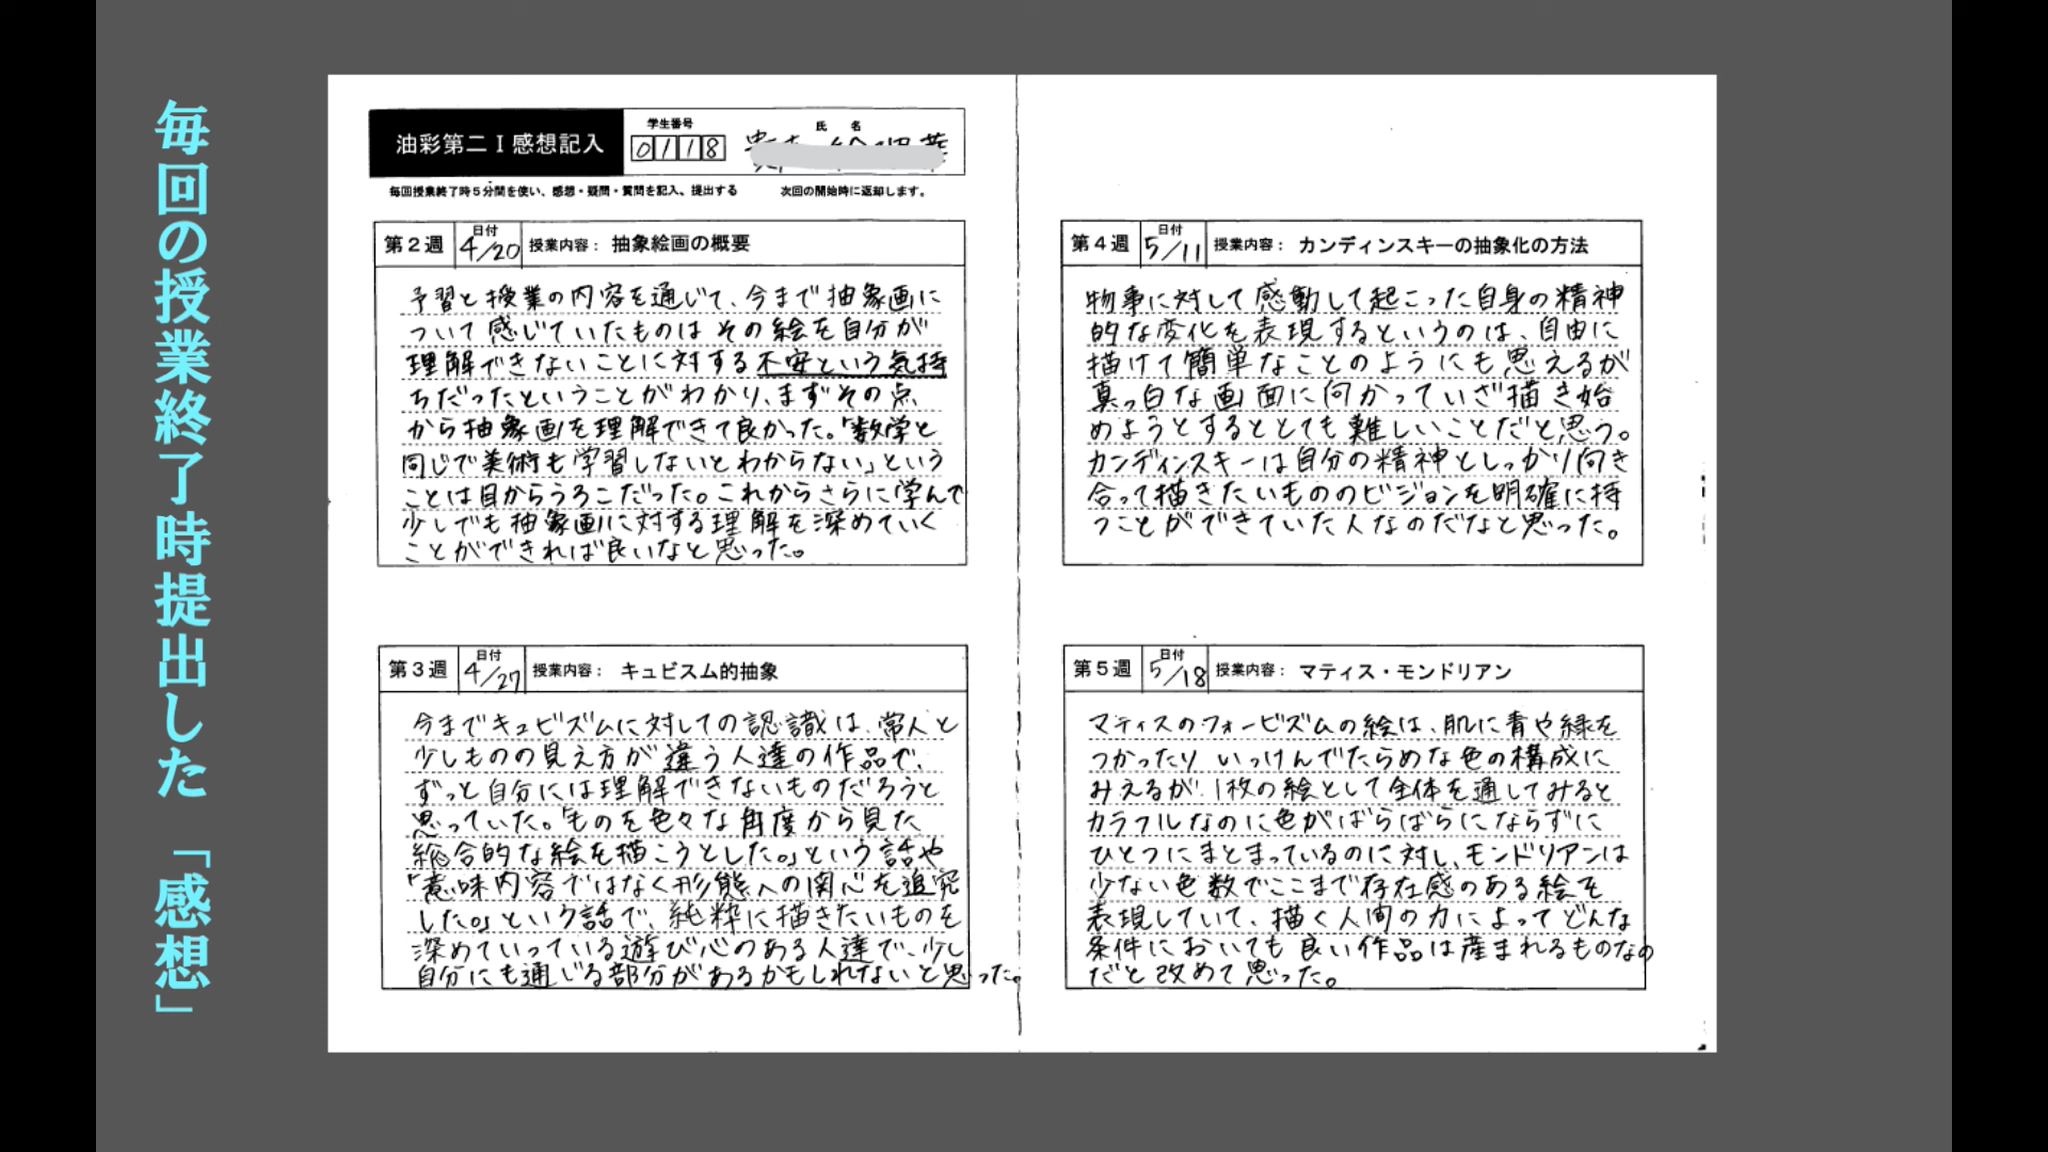 毎回の授業終了時提出した「感想」
油彩第二Ⅰ感想記入
学生番号
0118
氏 名
毎回授業終了時5分間を使い、感想・疑問・質問を記入、提出する 次回の開始時に返却します。
第2週 日付 4/20 授業内容： 抽象絵画の概要
予習と授業の内容を通じて、今まで抽象画に
ついて感じていたものは その絵を自分が
理解できないことに対する不安という気持
ちだったということがわかり、まずその点
から抽象画を理解できて良かった。「数学と
同じで美術も学習しないとわからない」という
ことは目からうろこだった。これからさらに学んで
少しでも抽象画に対する理解を深めていく
ことができれば良いなと思った。
第3週 日付 4/27 授業内容： キュビスム的抽象
今までキュビズムに対しての認識は、常人と
少しものの見え方が違う人達の作品で、
ずっと自分には理解できないものだろうと
思っていた。「ものを色々な角度から見た
総合的な絵を描こうとした。」という話や
「意味内容ではなく形態への関心を追究
した。」という話で、純粋に描きたいものを
深めていっている遊び心のある人達で、少し
自分にも通じる部分があるかもしれないと思った。
第4週 日付 5/11 授業内容： カンディンスキーの抽象化の方法
物事に対して感動して起こった自身の精神
的な変化を表現するというのは、自由に
描けて簡単なことのようにも思えるが
真っ白な画面に向かっていざ描き始
めようとするととても難しいことだと思う。
カンディンスキーは自分の精神としっかり向き
合って描きたいもののビジョンを明確に持
つことができていた人なのだなと思った。
第5週 日付 5/18 授業内容： マティス・モンドリアン
マティスのフォービズムの絵は、肌に青や緑を
つかったり いっけんでたらめな色の構成に
みえるが、1枚の絵として全体を通してみると
カラフルなのに色がばらばらにならずに
ひとつにまとまっているのに対し、モンドリアンは
少ない色数でここまで存在感のある絵を
表現していて、描く人間の力によってどんな
条件においても良い作品は産まれるものなの
だと改めて思った。